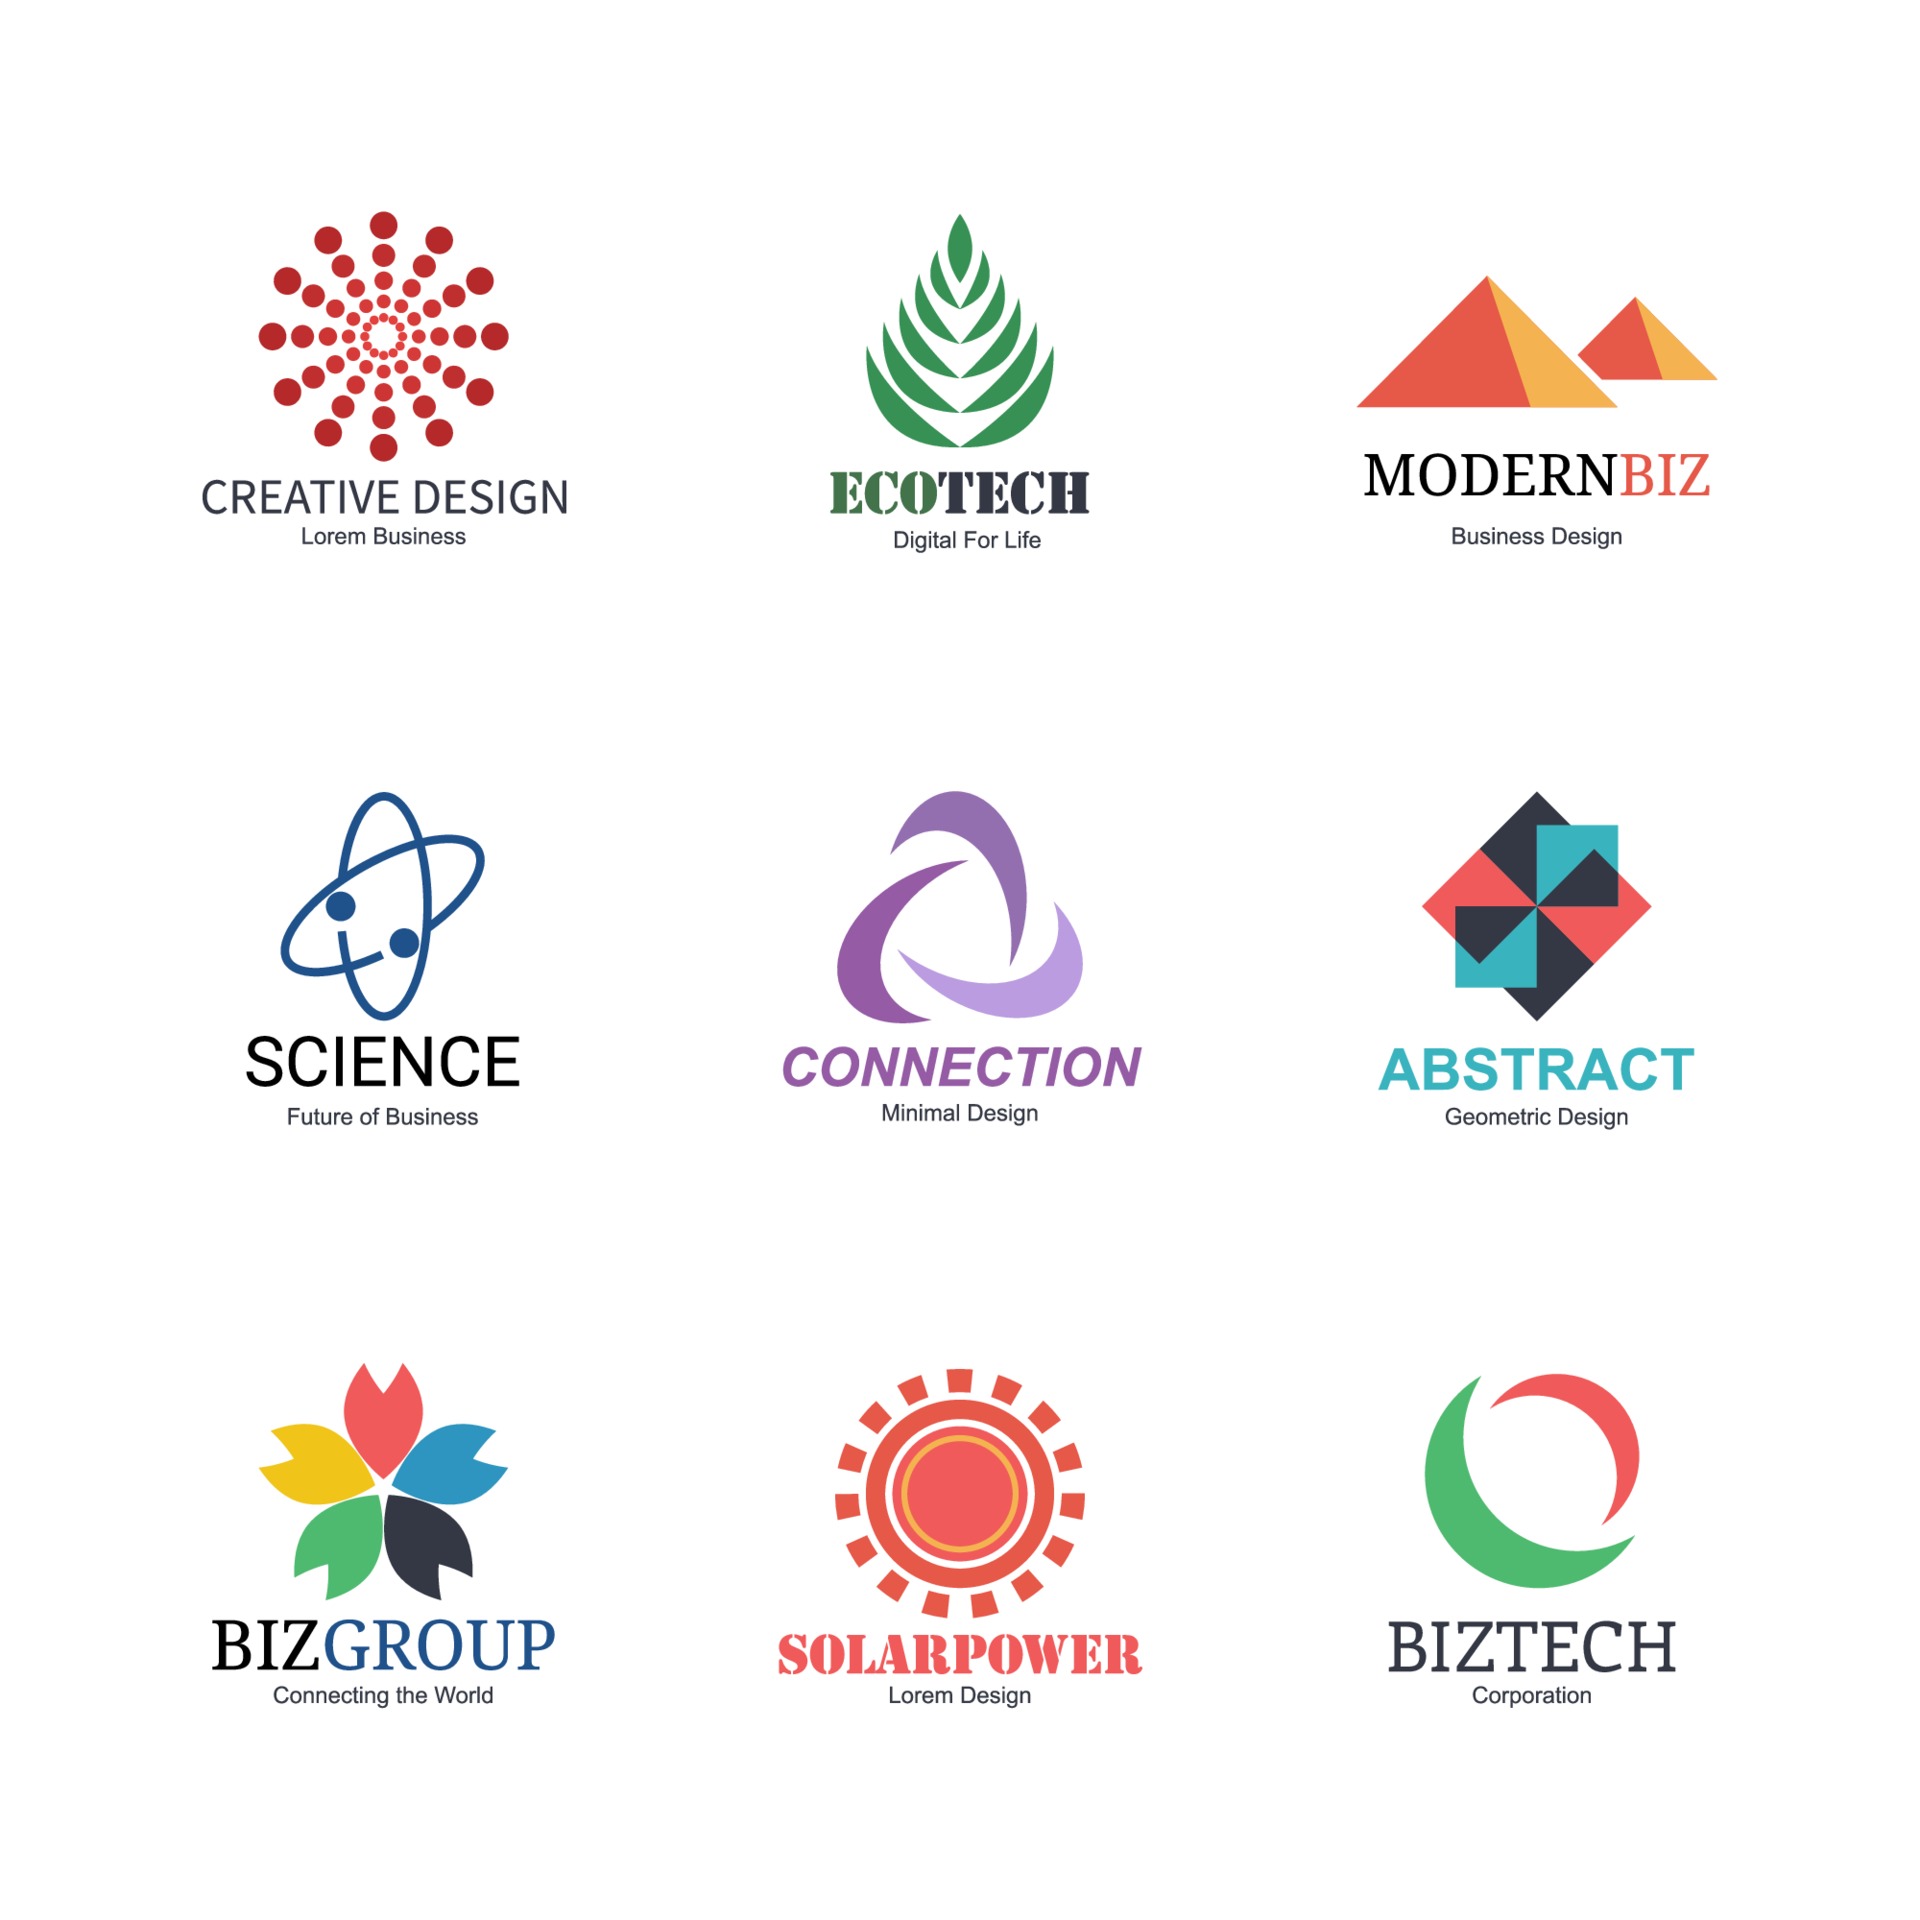 CREATIVE DESIGN
Lorem Business
ECOTECH
Digital For Life
MODERNBIZ
Business Design
SCIENCE
Future of Business
CONNECTION
Minimal Design
ABSTRACT
Geometric Design
BIZGROUP
Connecting the World
SOLARPOWER
Lorem Design
BIZTECH
Corporation